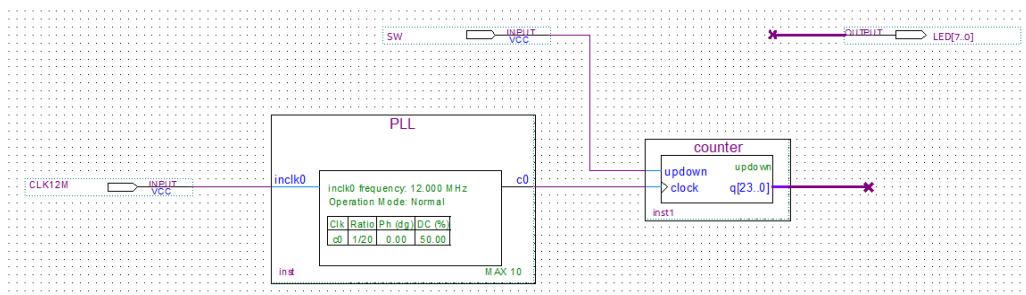 SW
INPUT
VCC
OUTPUT
LED[7..0]
PLL
counter
CLK12M
INPUT
VCC
inclk0
c0
inclk0 frequency: 12.000 MHz
Operation Mode: Normal
Clk Ratio Ph (dg) DC (%)
c0 1/20 0.00 50.00
inst
MAX 10
updown
updown
clock
q[23..0]
inst1